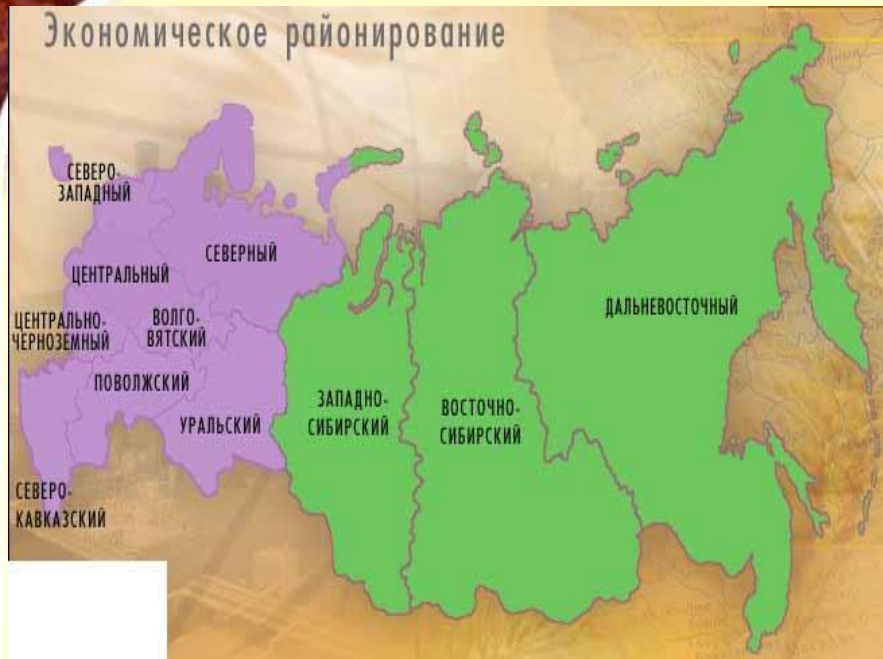 Экономическое районирование
СЕВЕРО-
ЗАПАДНЫЙ
СЕВЕРНЫЙ
ЦЕНТРАЛЬНЫЙ
ЦЕНТРАЛЬНО-
ЧЕРНОЗЕМНЫЙ
ВОЛГО-
ВЯТСКИЙ
ПОВОЛЖСКИЙ
УРАЛЬСКИЙ
СЕВЕРО-
КАВКАЗСКИЙ
ЗАПАДНО-
СИБИРСКИЙ
ВОСТОЧНО-
СИБИРСКИЙ
ДАЛЬНЕВОСТОЧНЫЙ